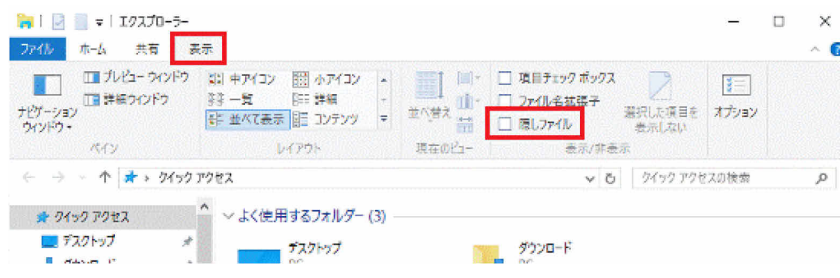 エクスプローラー
ファイル ホーム 共有 表示
プレビュー ウィンドウ
詳細ウィンドウ
ナビゲーション
ウィンドウ
中アイコン 小アイコン
一覧 詳細
並べて表示 コンテンツ
並べ替え
項目チェック ボックス
ファイル名拡張子
隠しファイル
選択した項目を
表示しない
オプション
ペイン レイアウト 現在のビュー 表示/非表示
クイック アクセス
クイック アクセスの検索
クイック アクセス
デスクトップ
よく使用するフォルダー (3)
デスクトップ
ダウンロード